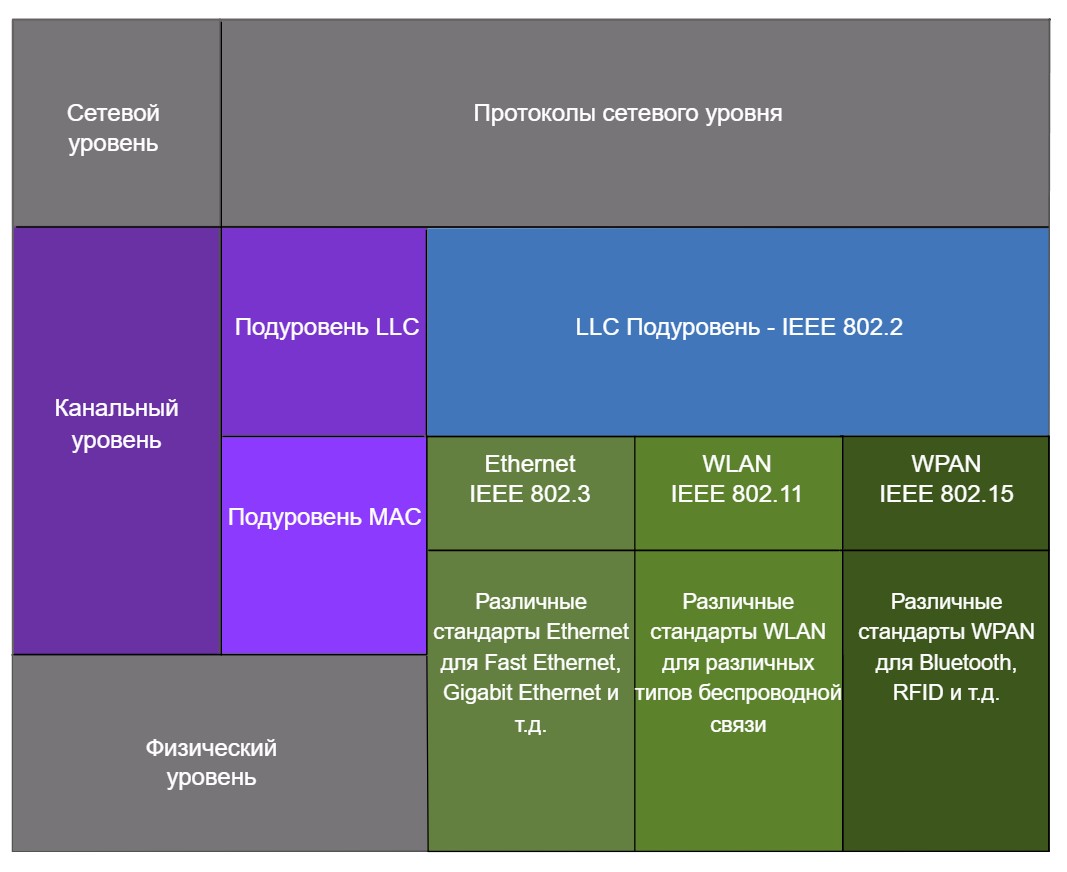 Сетевой
уровень
Протоколы сетевого уровня
Канальный
уровень
Подуровень LLC
LLC Подуровень - IEEE 802.2
Подуровень MAC
Ethernet
IEEE 802.3
WLAN
IEEE 802.11
WPAN
IEEE 802.15
Различные
стандарты Ethernet
для Fast Ethernet,
Gigabit Ethernet и
т.д.
Различные
стандарты WLAN
для различных
типов беспроводной
связи
Различные
стандарты WPAN
для Bluetooth,
RFID и т.д.
Физический
уровень